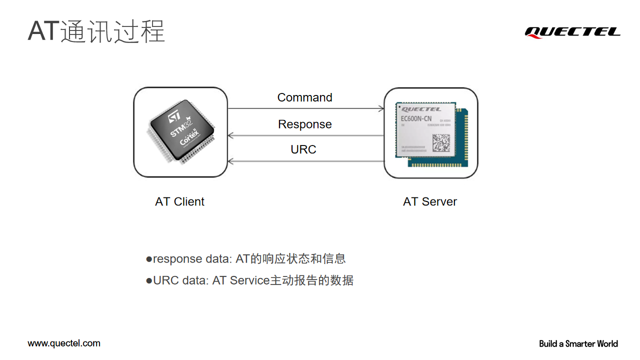 AT通讯过程
QUECTEL
Command
Response
URC
STM32
Cortex
QUECTEL
EC600N-CN
AT Client
AT Server
●response data: AT的响应状态和信息
●URC data: AT Service主动报告的数据
www.quectel.com
Build a Smarter World